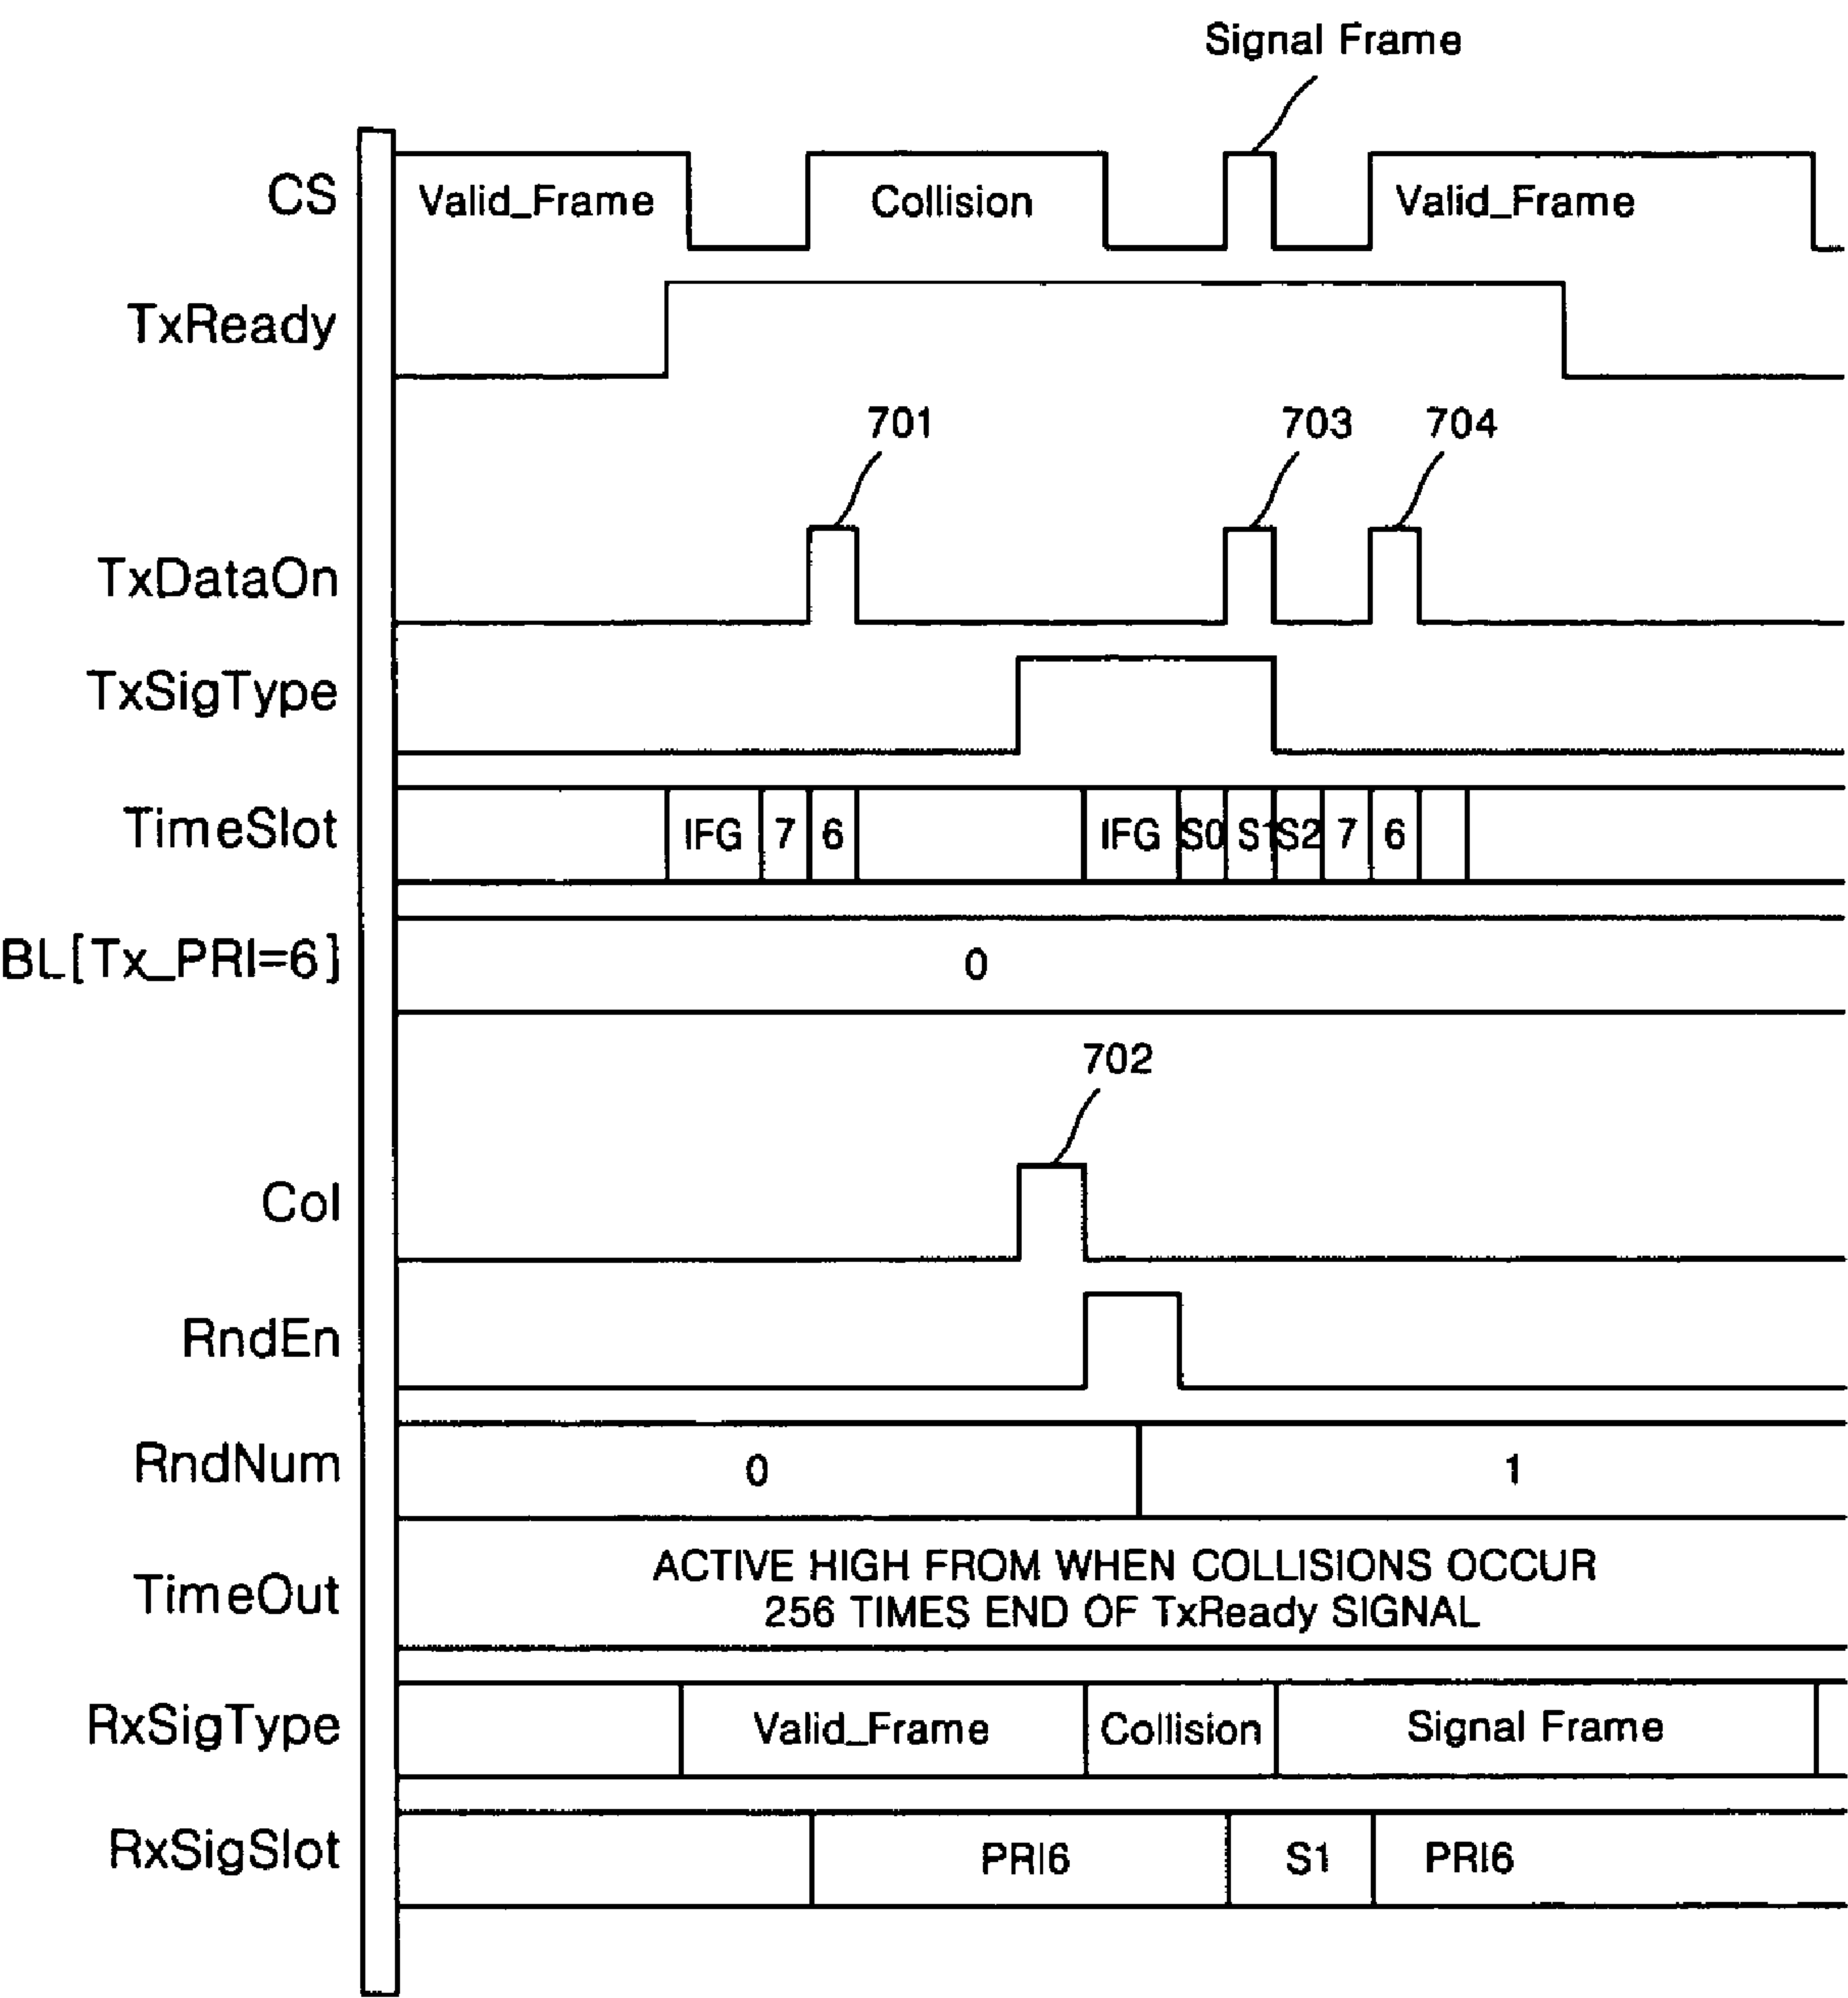 Signal Frame
CS Valid_Frame Collision Valid_Frame
TxReady
701 703 704
TxDataOn
TxSigType
TimeSlot IFG 7 6 IFG S0 S1 S2 7 6
BL[Tx_PRI=6] 0
702
Col
RndEn
RndNum 0 1
TimeOut ACTIVE HIGH FROM WHEN COLLISIONS OCCUR
256 TIMES END OF TxReady SIGNAL
RxSigType Valid_Frame Collision Signal Frame
RxSigSlot PRI6 S1 PRI6